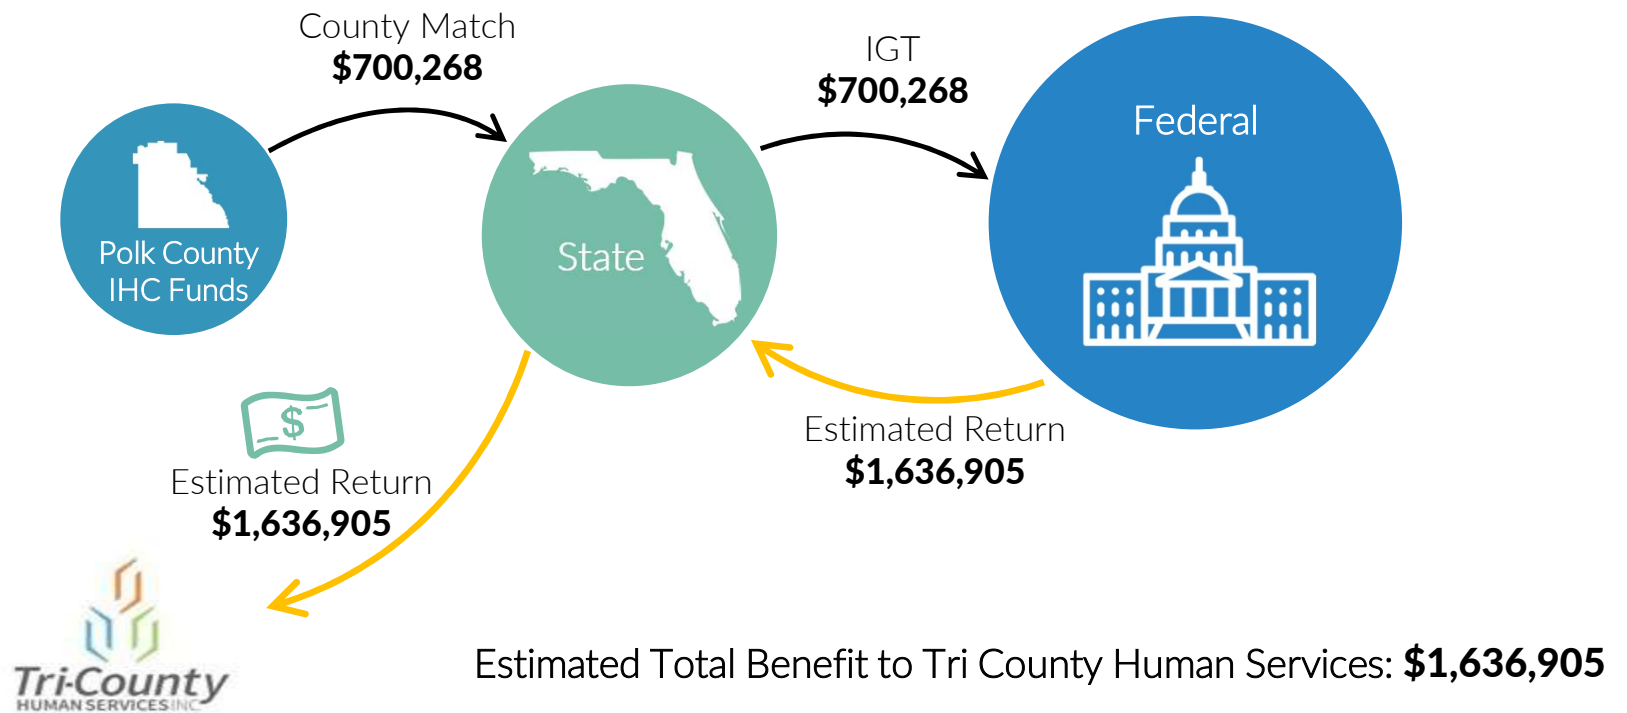 County Match
$700,268
IGT
$700,268
Federal
Polk County
IHC Funds
State
$
Estimated Return
$1,636,905
Estimated Return
$1,636,905
Tri-County
HUMAN SERVICES INC
Estimated Total Benefit to Tri County Human Services: $1,636,905